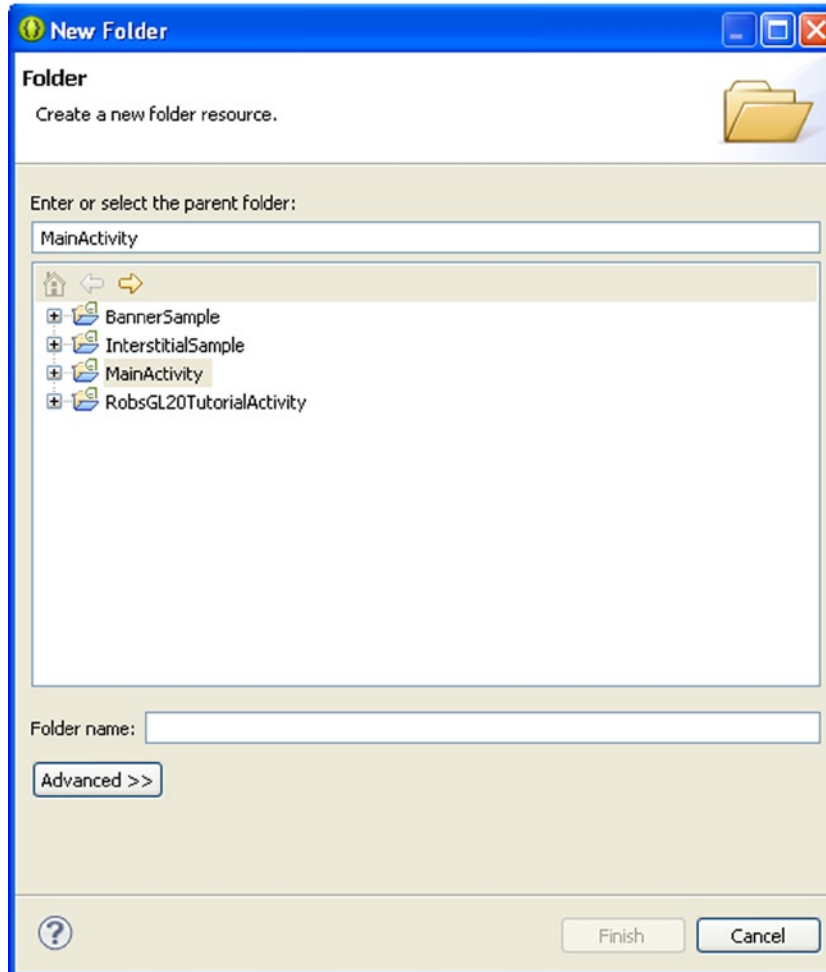 New Folder
Folder
Create a new folder resource.
Enter or select the parent folder:
MainActivity
BannerSample
InterstitialSample
MainActivity
RobsGL20TutorialActivity
Folder name:
Advanced >>
Finish
Cancel